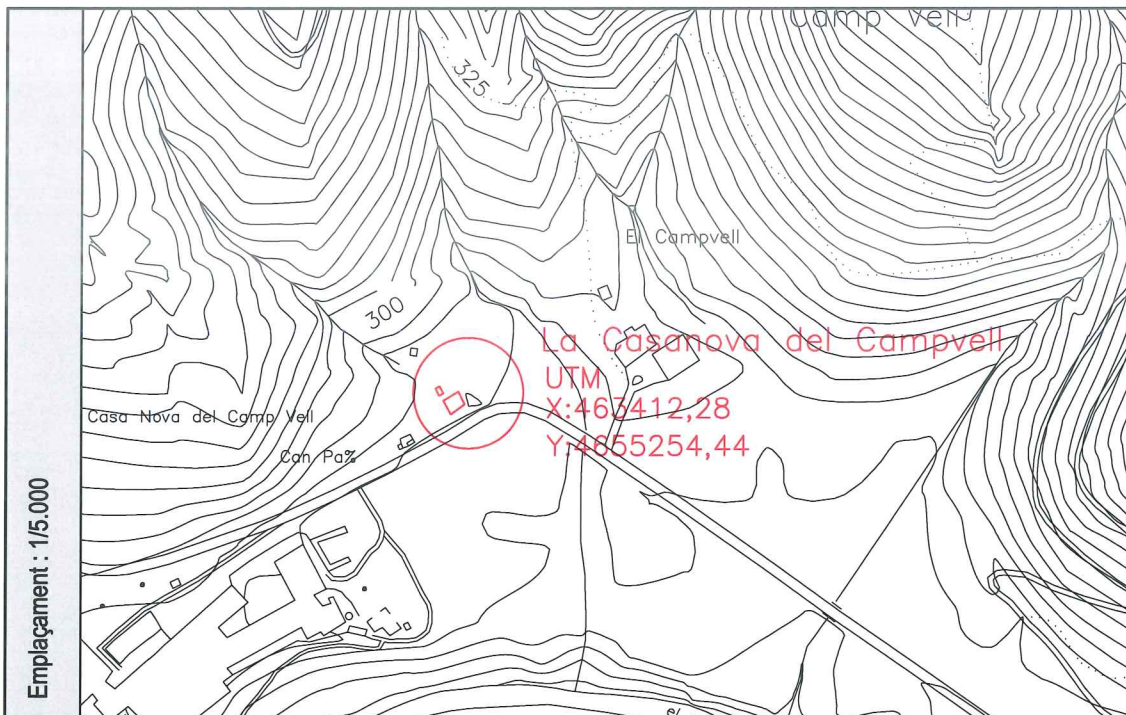 Camp Vell
325
El Campvell
300
La Casanova del Campvell
UTM
X:463412,28
Y:4655254,44
Casa Nova del Camp Vell
Can Pa%
Emplaçament : 1/5.000